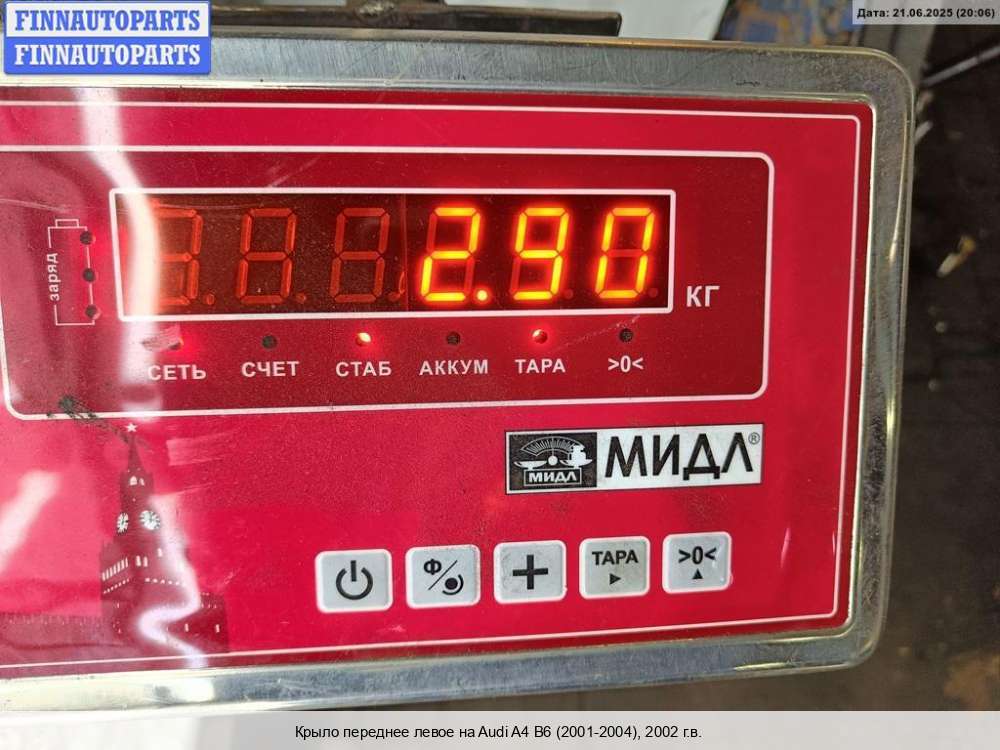 FINNAUTOPARTS
FINNAUTOPARTS
Дата: 21.06.2025 (20:06)
заряд
2.90
КГ
СЕТЬ СЧЕТ СТАБ АККУМ ТАРА >0<
МИДЛ МИДЛ®
Ф/ + ТАРА >0<
Крыло переднее левое на Audi A4 B6 (2001-2004), 2002 г.в.